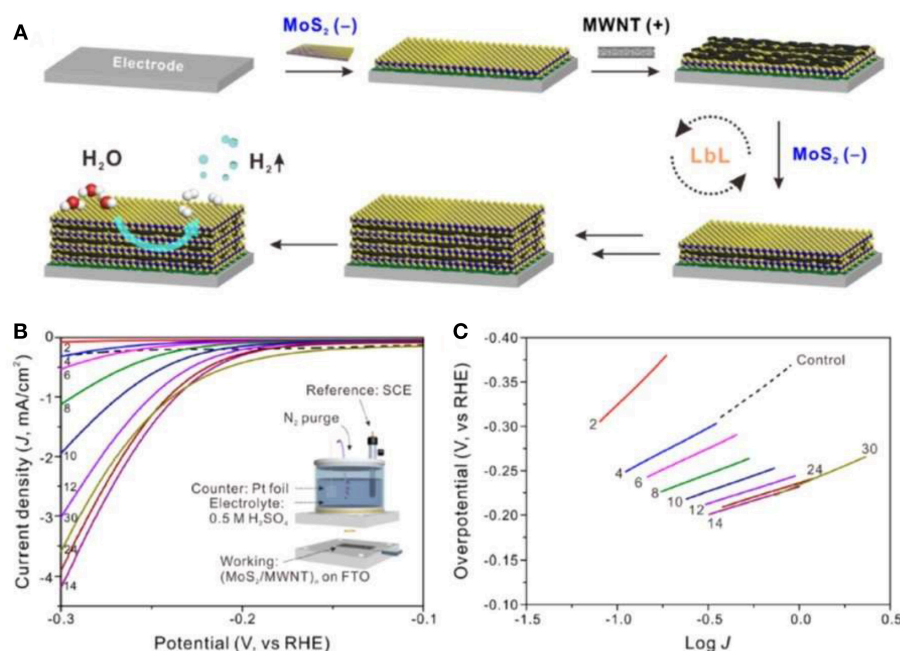 A
MoS₂ (−)
MWNT (+)
Electrode
H₂O
H₂↑
LbL
MoS₂ (−)
B
Current density (J, mA/cm²)
0
-1
-2
-3
-4
2
4
6
8
10
12
30
24
14
Reference: SCE
N₂ purge
Counter: Pt foil
Electrolyte:
0.5 M H₂SO₄
Working:
(MoS₂/MWNT)ₙ on FTO
-0.3
-0.2
-0.1
Potential (V, vs RHE)
C
Overpotential (V, vs RHE)
-0.40
-0.35
-0.30
-0.25
-0.20
-0.15
-0.10
Control
2
4
6
8
10
12
14
24
30
-1.5
-1.0
-0.5
0.0
0.5
Log J